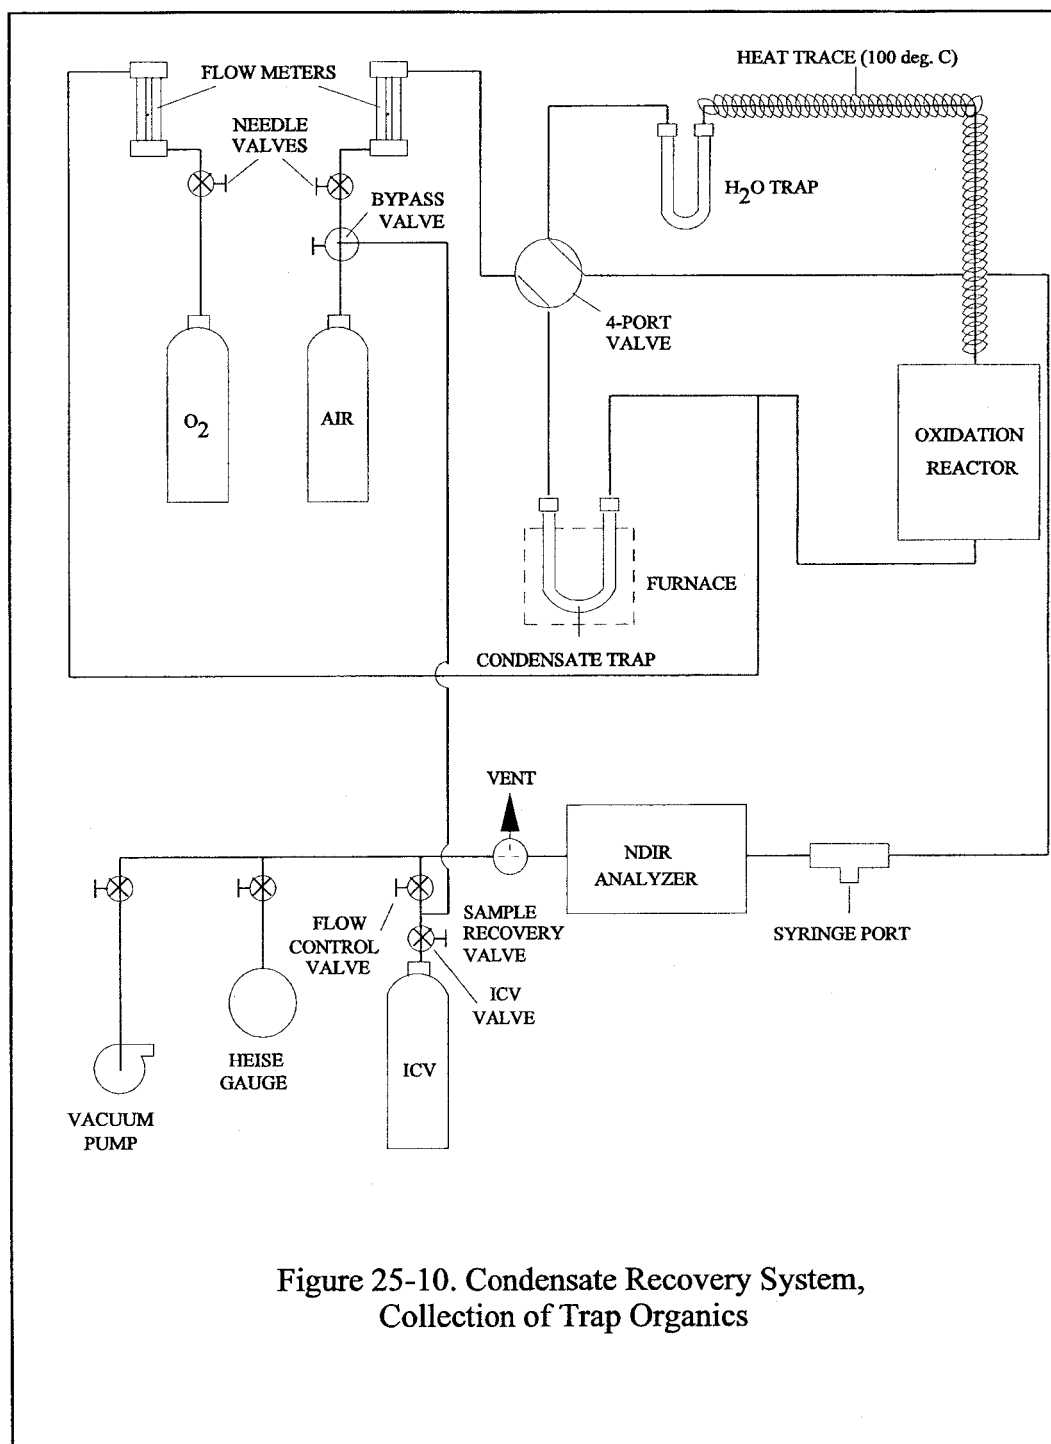 HEAT TRACE (100 deg. C)
FLOW METERS
NEEDLE
VALVES
H2O TRAP
BYPASS
VALVE
4-PORT
VALVE
O2
AIR
OXIDATION
REACTOR
FURNACE
CONDENSATE TRAP
VENT
NDIR
ANALYZER
SYRINGE PORT
FLOW
CONTROL
VALVE
SAMPLE
RECOVERY
VALVE
ICV
VALVE
HEISE
GAUGE
ICV
VACUUM
PUMP
Figure 25-10. Condensate Recovery System,
Collection of Trap Organics